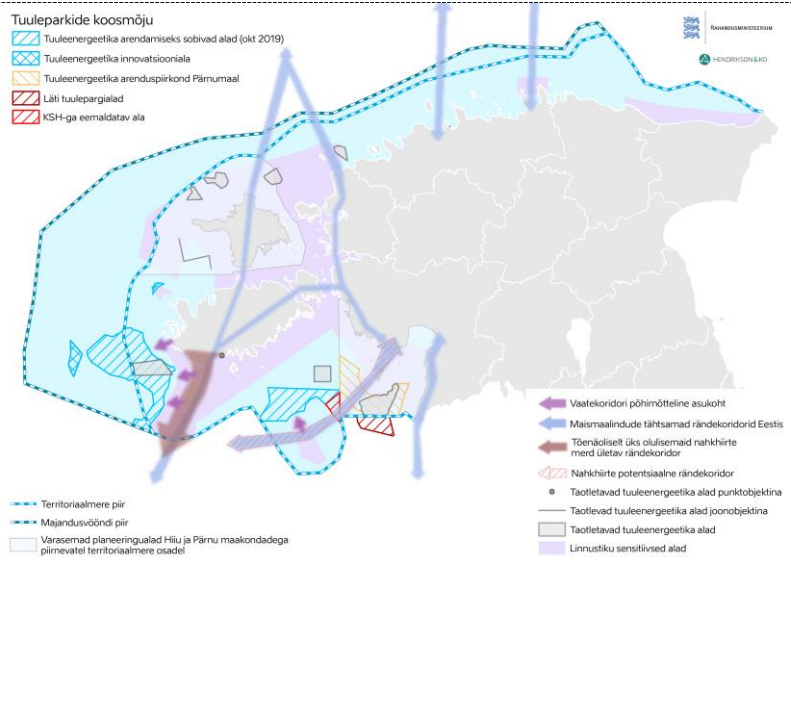 Tuuleparkide koosmõju
Tuuleenergeetika arendamiseks sobivad alad (okt 2019)
Tuuleenergeetika innovatsiooniala
Tuuleenergeetika arenduspiirkond Pärnumaal
Läti tuulepargialad
KSH-ga eemaldatav ala
RAHANDUSMINISTEERIUM
HENDRIKSON&KO
Vaatekoridori põhimõtteline asukoht
Maismaalindude tähtsamad rändekoridorid Eestis
Tõenäoliselt üks olulisemaid nahkhiirte
merd ületav rändekoridor
Nahkhiirte potentsiaalne rändekoridor
Taotletavad tuuleenergeetika alad punktobjektina
Taotlevad tuuleenergeetika alad joonobjektina
Taotletavad tuuleenergeetika alad
Linnustiku sensitiivsed alad
Territoriaalmere piir
Majandusvööndi piir
Varasemad planeeringualad Hiiu ja Pärnu maakondadega
piirnevatel territoriaalmere osadel